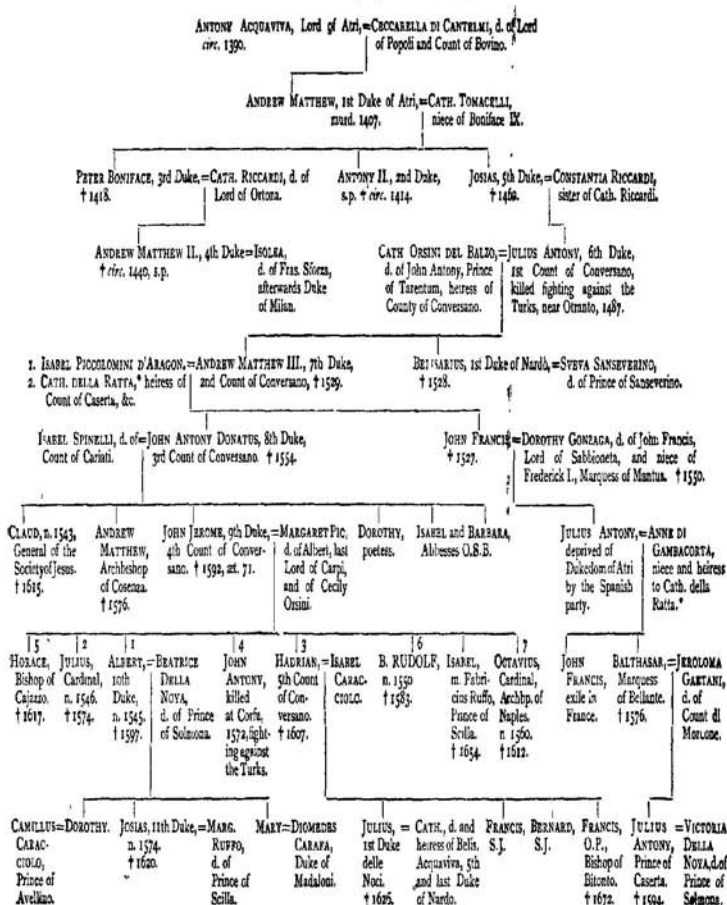 ANTONY ACQUAVIVA, Lord of Atri,=CECCARELLA DI CANTELMI, d. of Lord
circ. 1390. of Popoli and Count of Bovino.
ANDREW MATTHEW, 1st Duke of Atri,=CATH. TOMACELLI,
murd. 1407. niece of Boniface IX.
PETER BONIFACE, 3rd Duke,=CATH. RICCARDI, d. of
† 1418. Lord of Ortona.
ANTONY II., 2nd Duke,
s.p. † circ. 1414.
JOSIAS, 5th Duke,=CONSTANTIA RICCARDI,
† 1462. sister of Cath. Riccardi.
ANDREW MATTHEW II., 4th Duke=ISOLEA,
† circ. 1440, s.p. d. of Fras. Sforza,
afterwards Duke
of Milan.
CATH ORSINI DEL BALZO,=JULIUS ANTONY, 6th Duke,
d. of John Antony, Prince 1st Count of Conversano,
of Tarentum, heiress of killed fighting against the
County of Conversano. Turks, near Otranto, 1487.
1. ISABEL PICCOLOMINI D'ARAGON.=ANDREW MATTHEW III., 7th Duke,
2. CATH. DELLA RATTA,* heiress of 2nd Count of Conversano, † 1529.
Count of Caserta, &c.
BELISARIUS, 1st Duke of Nardò=SVEVA SANSEVERINO,
† 1528. d. of Prince of Sanseverino.
ISABEL SPINELLI, d. of=JOHN ANTONY DONATUS, 8th Duke,
Count of Cariati. 3rd Count of Conversano. † 1554.
JOHN FRANCIS=DOROTHY GONZAGA, d. of John Francis,
† 1527. Lord of Sabbioneta, and niece of
Frederick I., Marquess of Mantua. † 1550.
CLAUD, n. 1543,
General of the
Society of Jesus.
† 1615.
ANDREW
MATTHEW,
Archbishop
of Cosenza.
† 1576.
JOHN JEROME, 9th Duke,=MARGARET PIC,
4th Count of Conver- d. of Albert, last
sano. † 1592, æt. 71. Lord of Carpi,
and of Cecily
Orsini.
DOROTHY,
poetess.
ISABEL and BARBARA,
Abbesses O.S.B.
JULIUS ANTONY,=ANNE DI
deprived of GAMBACORTA,
Dukedom of Atri niece and heiress
by the Spanish to Cath. della
party. Ratta.*
5 2 1 4 3 6 7
HORACE,
Bishop of
Cajazzo.
† 1617.
JULIUS,
Cardinal,
n. 1546.
† 1574.
ALBERT,=BEATRICE
10th DELLA
Duke, NOYA,
n. 1545. d. of Prince
† 1597. of Solmona.
JOHN
ANTONY,
killed
at Corfu,
1572, fight-
ing against
the Turks.
HADRIAN,=ISABEL
5th Count CARAC-
of Con- CIOLO.
versano.
† 1607.
B. RUDOLF,
n. 1550
† 1583.
ISABEL,
m. Fabri-
cius Ruffo,
Prince of
Scilla.
† 1654.
OCTAVIUS,
Cardinal,
Archbp. of
Naples.
n 1560.
† 1612.
JOHN
FRANCIS,
exile in
France.
BALTHASAR,=JEROLOMA
Marquess GAETANI,
of Bellante. d. of
† 1576. Count di
Morcone.
CAMILLUS=DOROTHY.
CARAC-
CIOLO,
Prince of
Avellino.
JOSIAS, 11th Duke,=MARG.
n. 1574. RUFFO,
† 1620. d. of
Prince of
Scilla.
MARY=DIOMEDES
CARAFA,
Duke of
Madaloni.
JULIUS, = CATH., d. and
1st Duke heiress of Belis.
delle Acquaviva, 5th
Noci. and last Duke
† 1626. of Nardo.
FRANCIS,
S.J.
BERNARD,
S.J.
FRANCIS,
O.P.,
Bishop of
Bitonto.
† 1672.
JULIUS =VICTORIA
ANTONY, DELLA
Prince of NOYA, d. of
Caserta. Prince of
† 1594. Solmona.